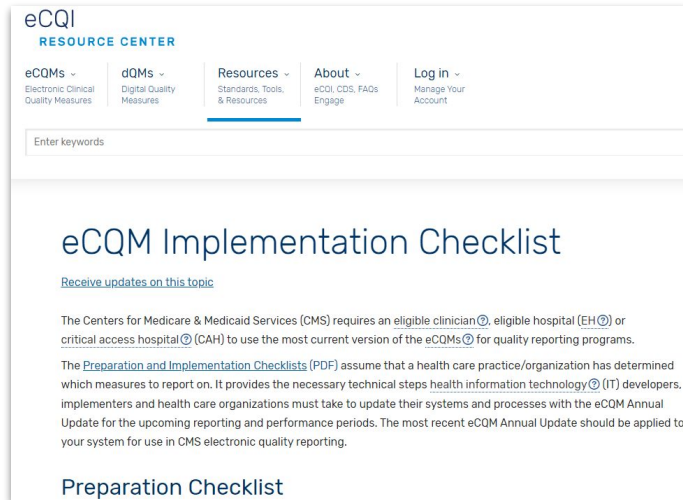 eCQI
RESOURCE CENTER
eCQMs
Electronic Clinical
Quality Measures
dQMs
Digital Quality
Measures
Resources
Standards, Tools,
& Resources
About
eCQI, CDS, FAQs
Engage
Log in
Manage Your
Account
Enter keywords
eCQM Implementation Checklist
Receive updates on this topic
The Centers for Medicare & Medicaid Services (CMS) requires an eligible clinician, eligible hospital (EH) or
critical access hospital (CAH) to use the most current version of the eCQMs for quality reporting programs.
The Preparation and Implementation Checklists (PDF) assume that a health care practice/organization has determined
which measures to report on. It provides the necessary technical steps health information technology (IT) developers,
implementers and health care organizations must take to update their systems and processes with the eCQM Annual
Update for the upcoming reporting and performance periods. The most recent eCQM Annual Update should be applied to
your system for use in CMS electronic quality reporting.
Preparation Checklist